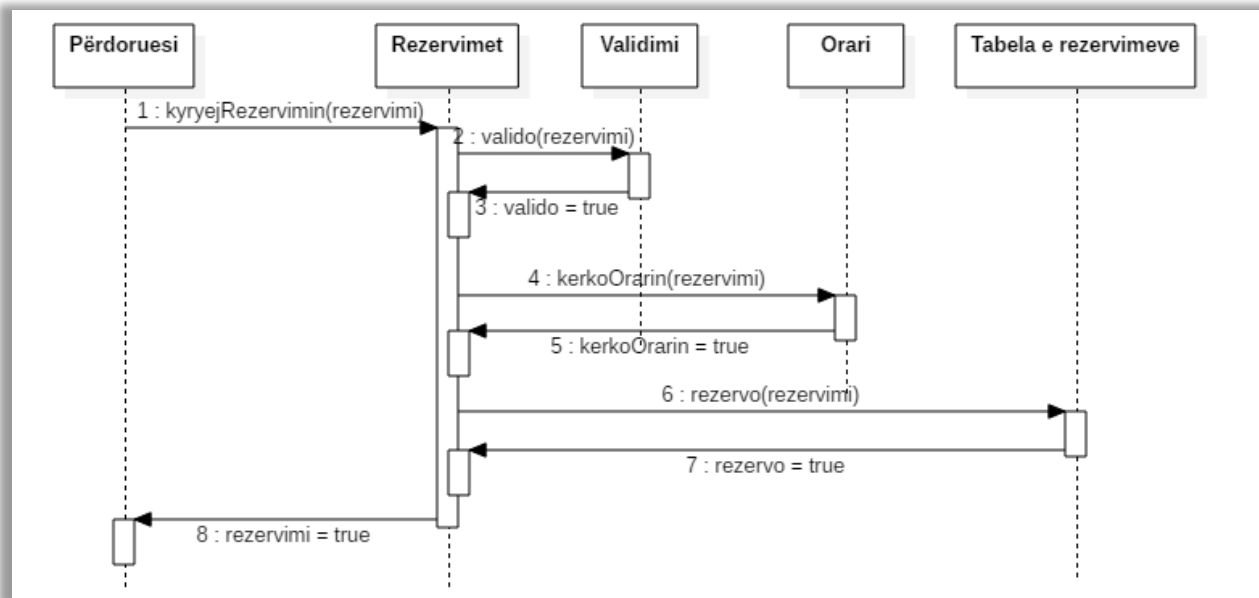 Përdoruesi
Rezervimet
Validimi
Orari
Tabela e rezervimeve
1 : kyryejRezervimin(rezervimi)
2 : valido(rezervimi)
3 : valido = true
4 : kerkoOrarin(rezervimi)
5 : kerkoOrarin = true
6 : rezervo(rezervimi)
7 : rezervo = true
8 : rezervimi = true